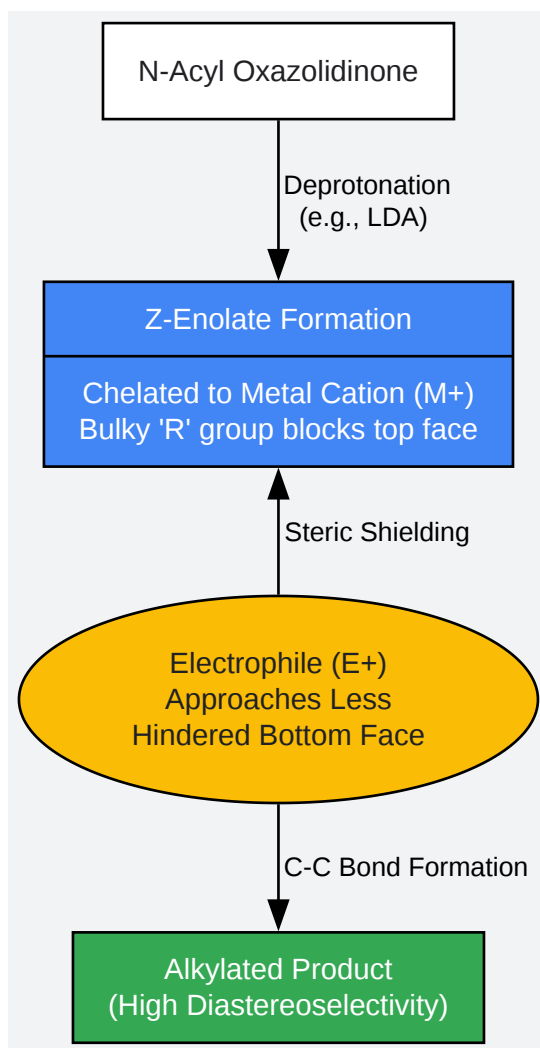 N-Acyl Oxazolidinone
Deprotonation
(e.g., LDA)
Z-Enolate Formation
Chelated to Metal Cation (M+)
Bulky 'R' group blocks top face
Steric Shielding
Electrophile (E+)
Approaches Less
Hindered Bottom Face
C-C Bond Formation
Alkylated Product
(High Diastereoselectivity)